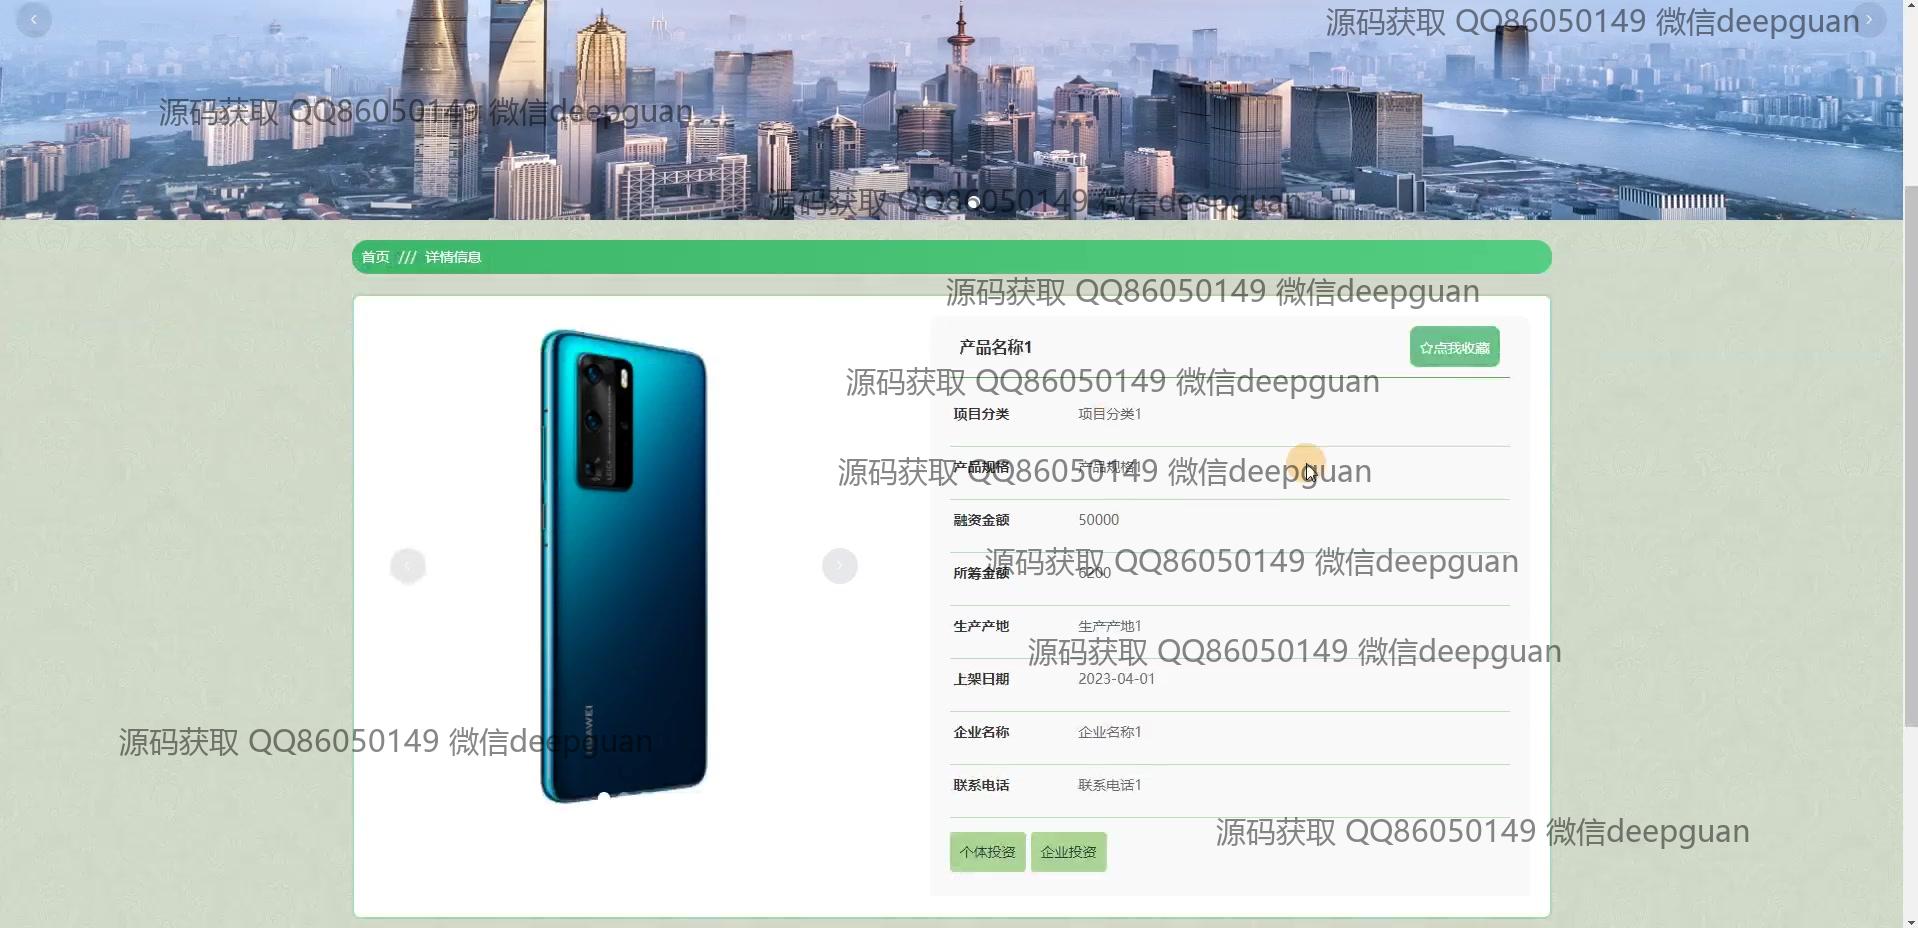 源码获取 QQ86050149 微信deepguan
源码获取 QQ86050149 微信deepguan
源码获取 QQ86050149 微信deepguan
首页 /// 详情信息
源码获取 QQ86050149 微信deepguan
产品名称1
☆点我收藏
源码获取 QQ86050149 微信deepguan
项目分类 项目分类1
产品规格 产品规格1
源码获取 QQ86050149 微信deepguan
融资金额 50000
源码获取 QQ86050149 微信deepguan
所筹金额 6200
生产产地 生产产地1
源码获取 QQ86050149 微信deepguan
上架日期 2023-04-01
企业名称 企业名称1
源码获取 QQ86050149 微信deepguan
HUAWEI
LEICA
联系电话 联系电话1
源码获取 QQ86050149 微信deepguan
个体投资 企业投资